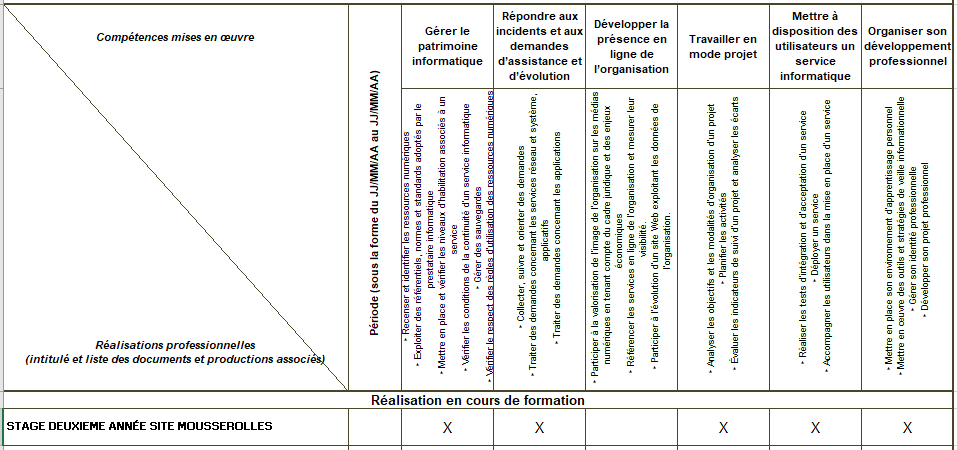 Compétences mises en œuvre
Réalisations professionnelles
(intitulé et liste des documents et productions associés)
Période (sous la forme du JJ/MM/AA au JJ/MM/AA)
Gérer le
patrimoine
informatique
Répondre aux
incidents et aux
demandes
d'assistance et
d'évolution
Développer la
présence en
ligne de
l'organisation
Travailler en
mode projet
Mettre à
disposition des
utilisateurs un
service
informatique
Organiser son
développement
professionnel
‣ Recenser et identifier les ressources numériques
‣ Exploiter des référentiels, normes et standards adoptés par le
prestataire informatique
‣ Mettre en place et vérifier les niveaux d'habilitation associés à un
service
‣ Vérifier les conditions de la continuité d'un service informatique
‣ Gérer des sauvegardes
‣ Vérifier le respect des règles d'utilisation des ressources numériques
‣ Collecter, suivre et orienter des demandes
‣ Traiter des demandes concernant les services réseau et système,
applicatifs
‣ Traiter des demandes concernant les applications
‣ Participer à la valorisation de l'image de l'organisation sur les médias
numériques en tenant compte du cadre juridique et des enjeux
économiques
‣ Référencer les services en ligne de l'organisation et mesurer leur
visibilité.
‣ Participer à l'évolution d'un site Web exploitant les données de
l'organisation.
‣ Analyser les objectifs et les modalités d'organisation d'un projet
‣ Planifier les activités
‣ Évaluer les indicateurs de suivi d'un projet et analyser les écarts
‣ Réaliser les tests d'intégration et d'acceptation d'un service
‣ Déployer un service
‣ Accompagner les utilisateurs dans la mise en place d'un service
‣ Mettre en place son environnement d'apprentissage personnel
‣ Mettre en œuvre des outils et stratégies de veille informationnelle
‣ Gérer son identité professionnelle
‣ Développer son projet professionnel
Réalisation en cours de formation
STAGE DEUXIEME ANNÉE SITE MOUSSEROLLES X X X X X